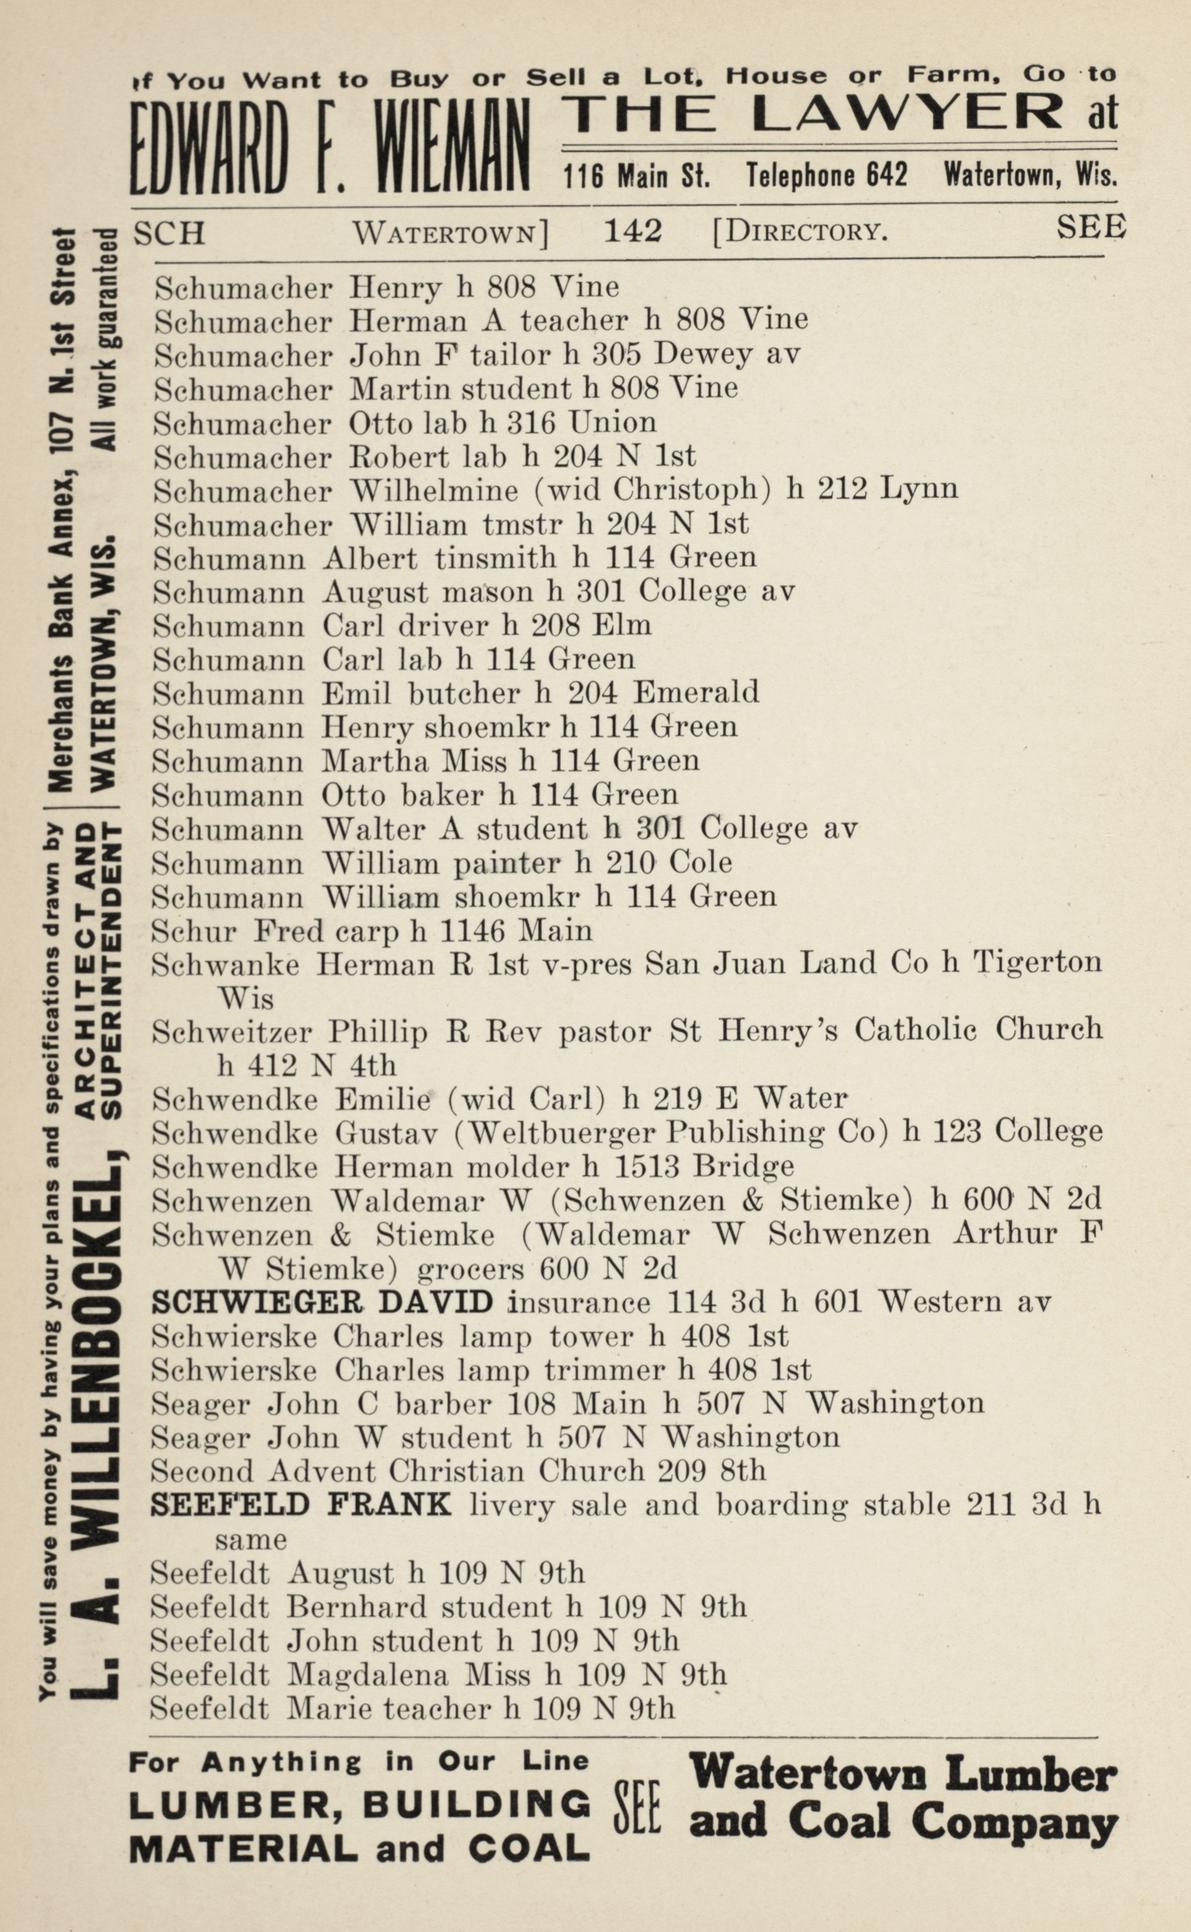 If You Want to Buy or Sell a Lot, House or Farm, Go to
EDWARD F. WIEMAN THE LAWYER at
116 Main St. Telephone 642 Watertown, Wis.
SCH WATERTOWN] 142 [DIRECTORY. SEE
Schumacher Henry h 808 Vine
Schumacher Herman A teacher h 808 Vine
Schumacher John F tailor h 305 Dewey av
Schumacher Martin student h 808 Vine
Schumacher Otto lab h 316 Union
Schumacher Robert lab h 204 N 1st
Schumacher Wilhelmine (wid Christoph) h 212 Lynn
Schumacher William tmstr h 204 N 1st
Schumann Albert tinsmith h 114 Green
Schumann August mason h 301 College av
Schumann Carl driver h 208 Elm
Schumann Carl lab h 114 Green
Schumann Emil butcher h 204 Emerald
Schumann Henry shoemkr h 114 Green
Schumann Martha Miss h 114 Green
Schumann Otto baker h 114 Green
Schumann Walter A student h 301 College av
Schumann William painter h 210 Cole
Schumann William shoemkr h 114 Green
Schur Fred carp h 1146 Main
Schwanke Herman R 1st v-pres San Juan Land Co h Tigerton
Wis
Schweitzer Phillip R Rev pastor St Henry's Catholic Church
h 412 N 4th
Schwendke Emilie (wid Carl) h 219 E Water
Schwendke Gustav (Weltbuerger Publishing Co) h 123 College
Schwendke Herman molder h 1513 Bridge
Schwenzen Waldemar W (Schwenzen & Stiemke) h 600 N 2d
Schwenzen & Stiemke (Waldemar W Schwenzen Arthur F
W Stiemke) grocers 600 N 2d
SCHWIEGER DAVID insurance 114 3d h 601 Western av
Schwierske Charles lamp tower h 408 1st
Schwierske Charles lamp trimmer h 408 1st
Seager John C barber 108 Main h 507 N Washington
Seager John W student h 507 N Washington
Second Advent Christian Church 209 8th
SEEFELD FRANK livery sale and boarding stable 211 3d h
same
Seefeldt August h 109 N 9th
Seefeldt Bernhard student h 109 N 9th
Seefeldt John student h 109 N 9th
Seefeldt Magdalena Miss h 109 N 9th
Seefeldt Marie teacher h 109 N 9th
You will save money by having your plans and specifications drawn by
L. A. WILLENBOCKEL, ARCHITECT AND
SUPERINTENDENT
Merchants Bank Annex, 107 N. 1st Street
WATERTOWN, WIS. All work guaranteed
For Anything in Our Line
LUMBER, BUILDING
MATERIAL and COAL
SEE
Watertown Lumber
and Coal Company